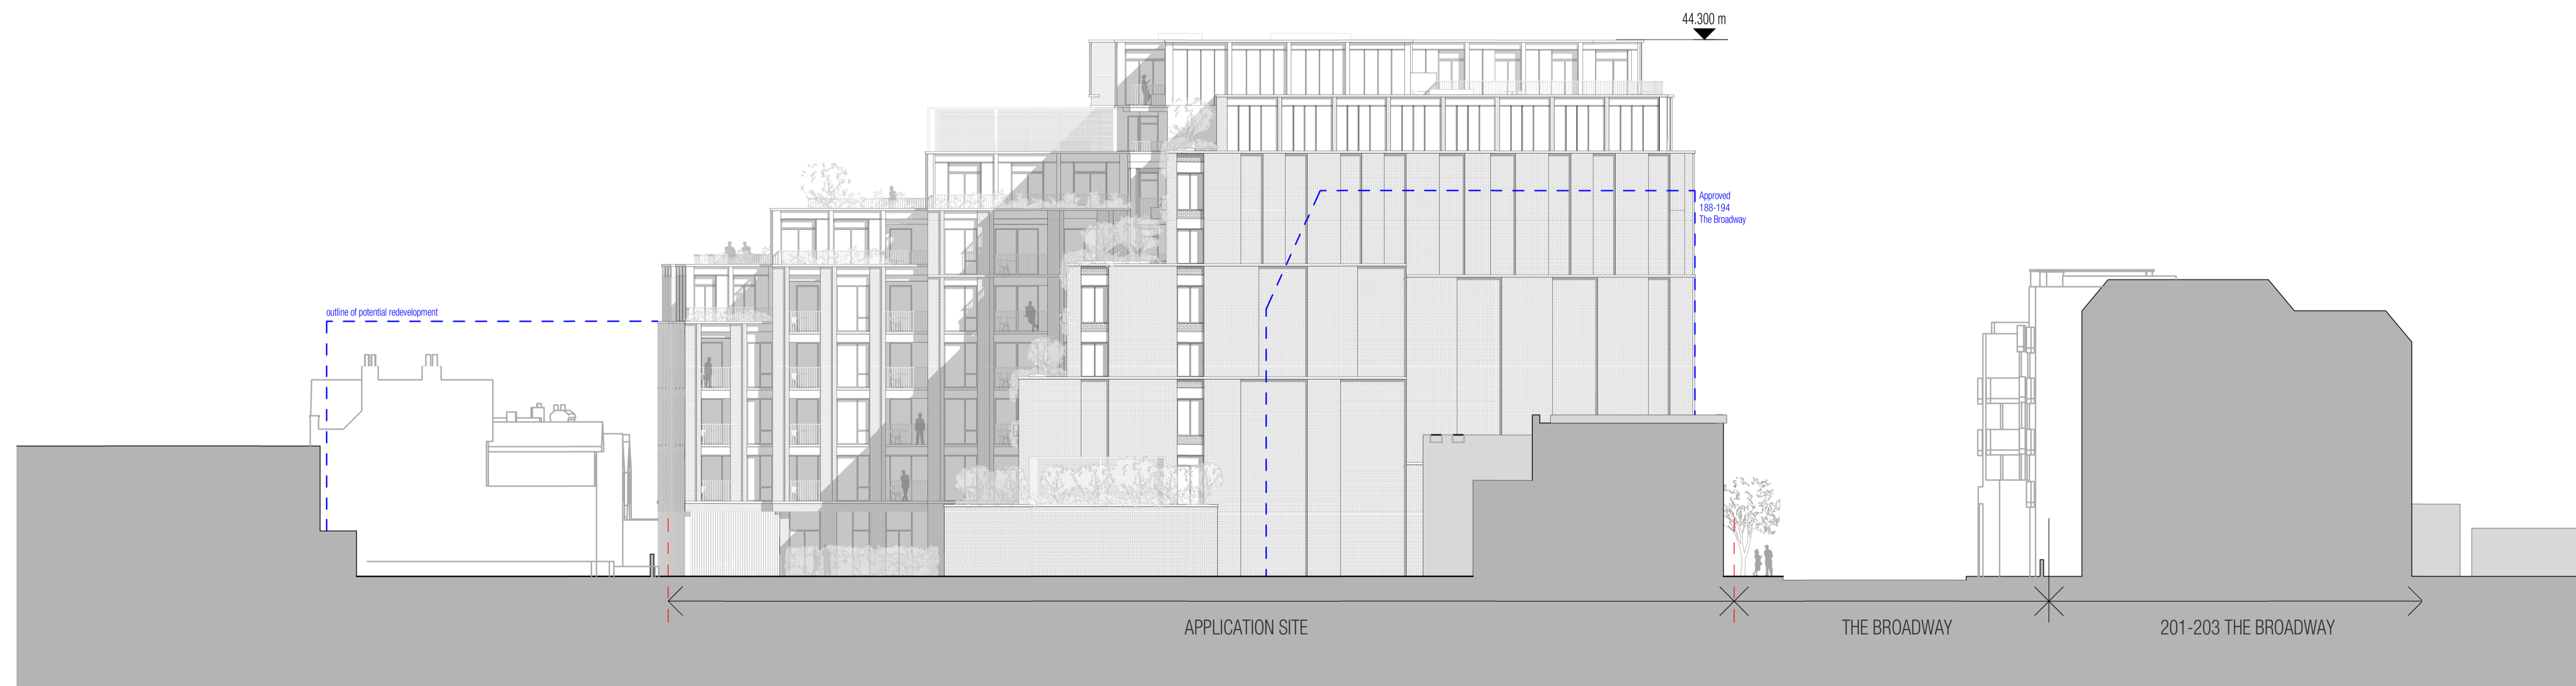 44.300 m
Approved
188-194
The Broadway
outline of potential redevelopment
APPLICATION SITE
THE BROADWAY
201-203 THE BROADWAY